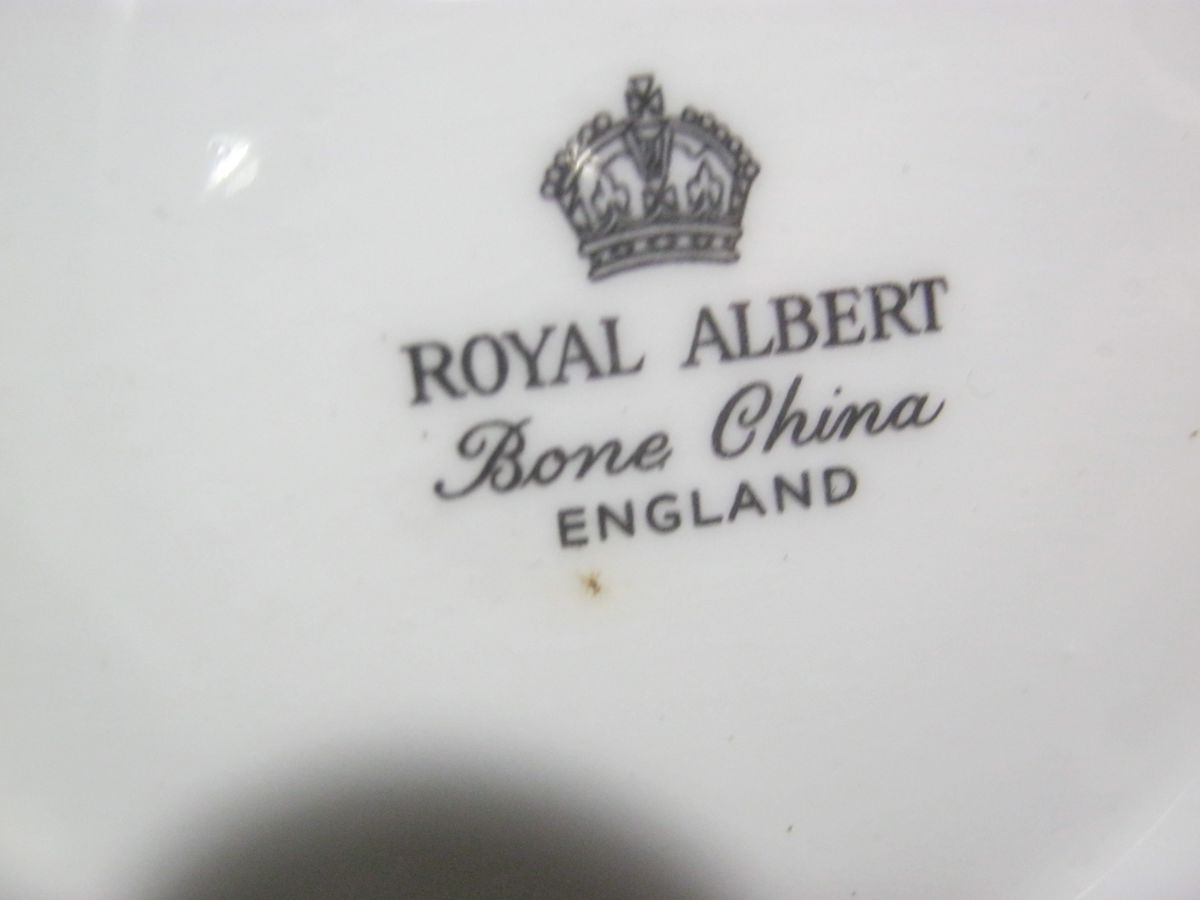 ROYAL ALBERT
Bone China
ENGLAND